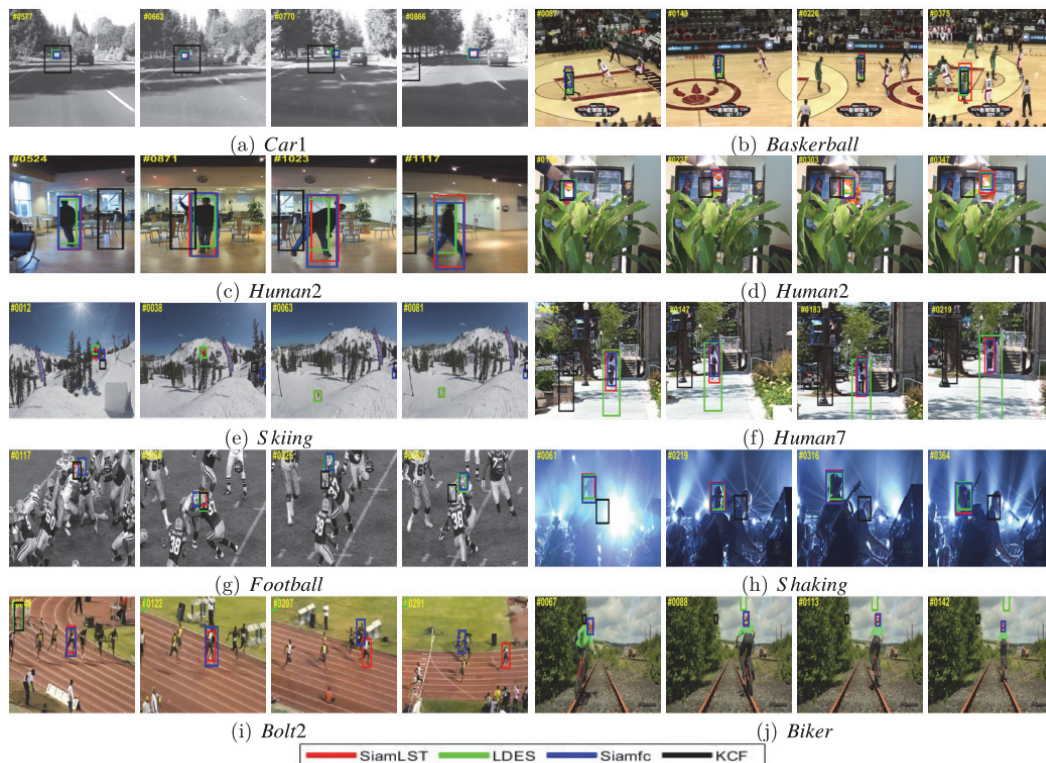 #0577 #0662 #0770 #0866 #0087 #0143 #0226 #0375
(a) Car1 (b) Baskerball
#0524 #0871 #1023 #1117 #0303 #0347
(c) Human2 (d) Human2
#0012 #0038 #0063 #0081 #0147 #0183 #0219
(e) Skiing (f) Human7
#0117 #0061 #0219 #0316 #0364
(g) Football (h) Shaking
#0122 #0207 #0291 #0067 #0088 #0113 #0142
(i) Bolt2 (j) Biker
SiamLST LDES Siamfc KCF